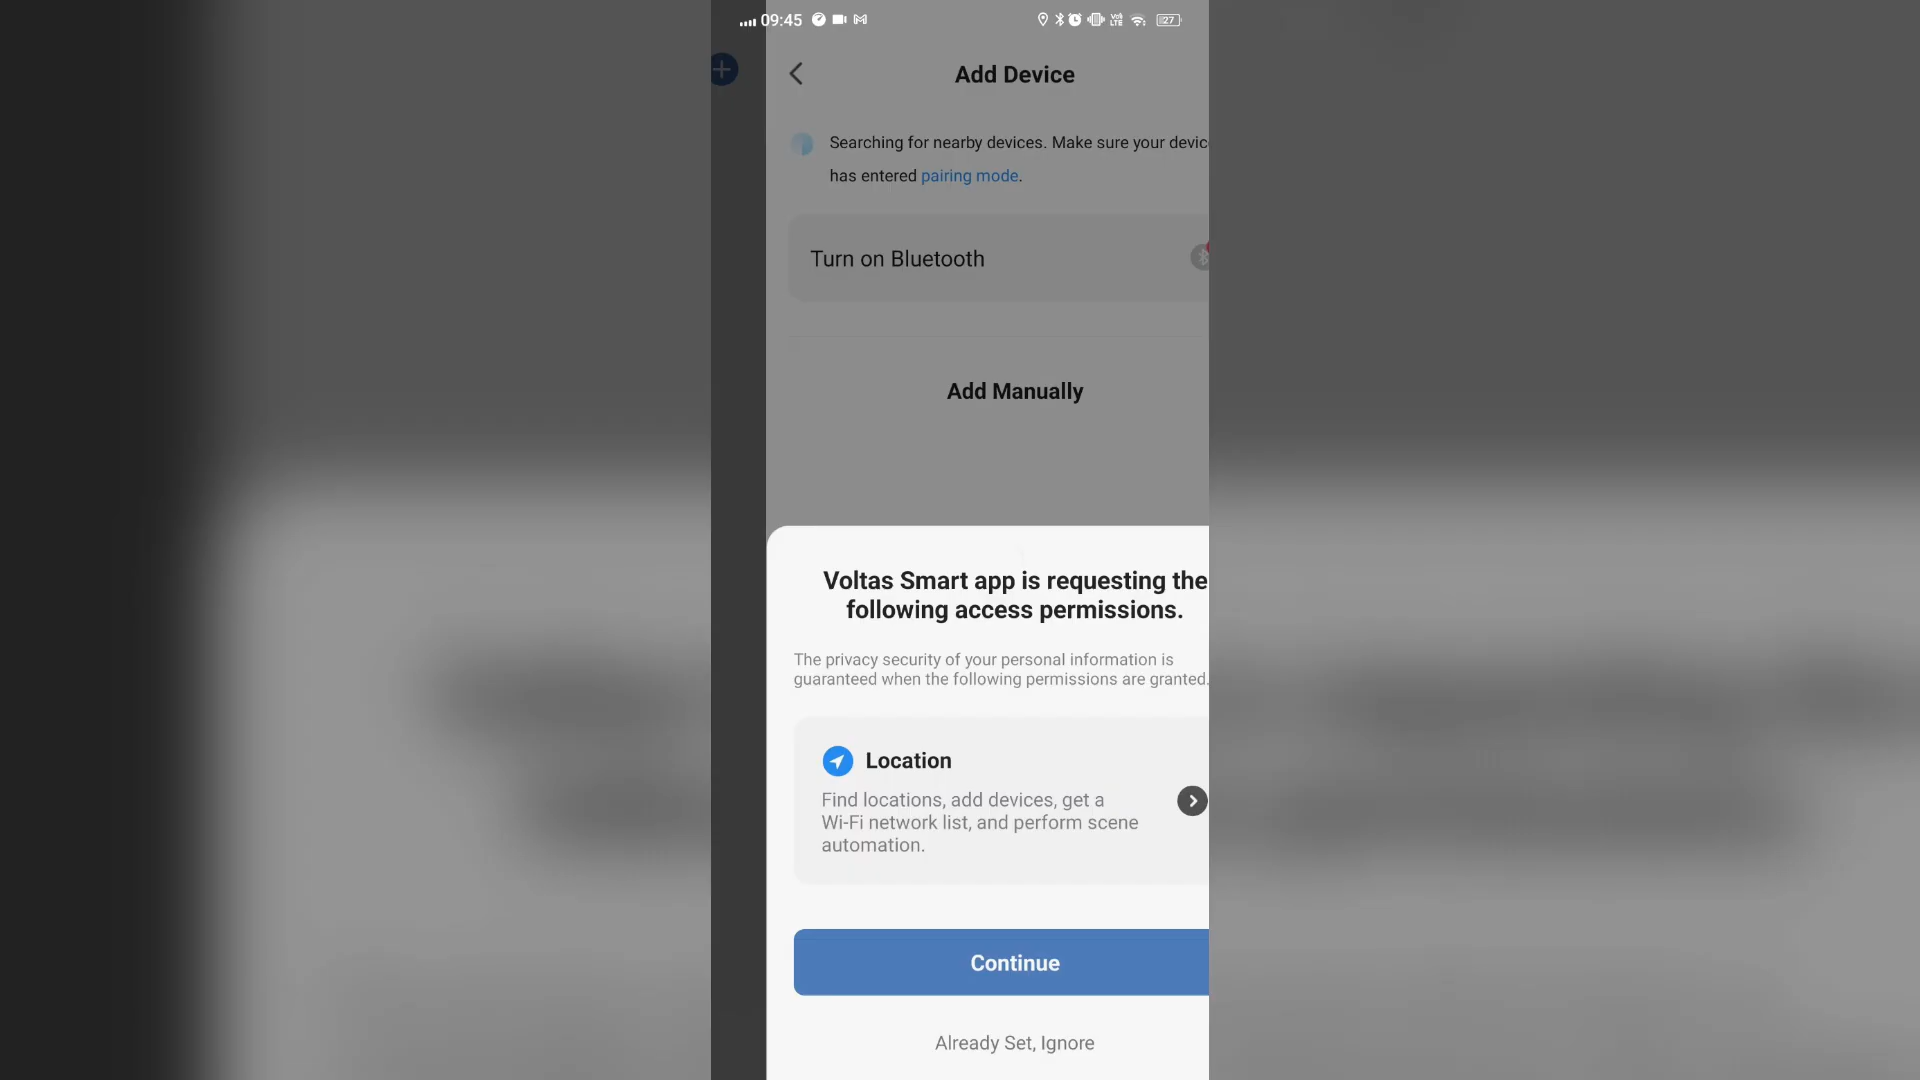 09:45 VoD LTE 27
Add Device
Searching for nearby devices. Make sure your devic
has entered pairing mode.
Turn on Bluetooth
Add Manually
Voltas Smart app is requesting the
following access permissions.
The privacy security of your personal information is
guaranteed when the following permissions are granted.
Location
Find locations, add devices, get a
Wi-Fi network list, and perform scene
automation.
Continue
Already Set, Ignore